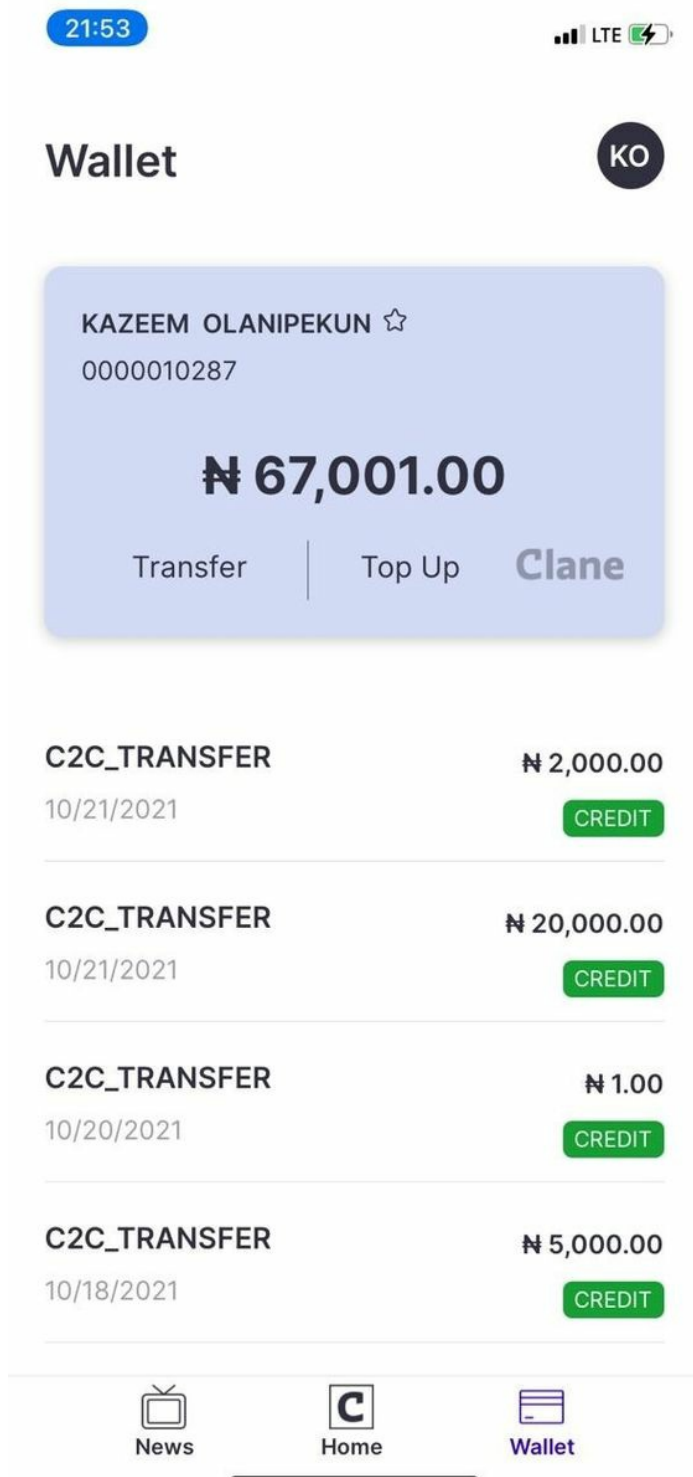 21:53 LTE
Wallet KO
KAZEEM OLANIPEKUN
0000010287
₦ 67,001.00
Transfer Top Up Clane
C2C_TRANSFER ₦ 2,000.00
10/21/2021 CREDIT
C2C_TRANSFER ₦ 20,000.00
10/21/2021 CREDIT
C2C_TRANSFER ₦ 1.00
10/20/2021 CREDIT
C2C_TRANSFER ₦ 5,000.00
10/18/2021 CREDIT
C
News Home Wallet